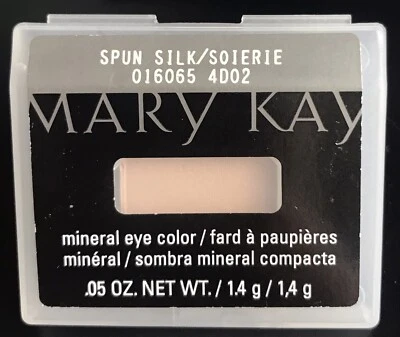 SPUN SILK/SOIERIE
016065 4D02
MARY KAY
mineral eye color / fard à paupières
minéral / sombra mineral compacta
.05 OZ. NET WT. / 1.4 g / 1,4 g